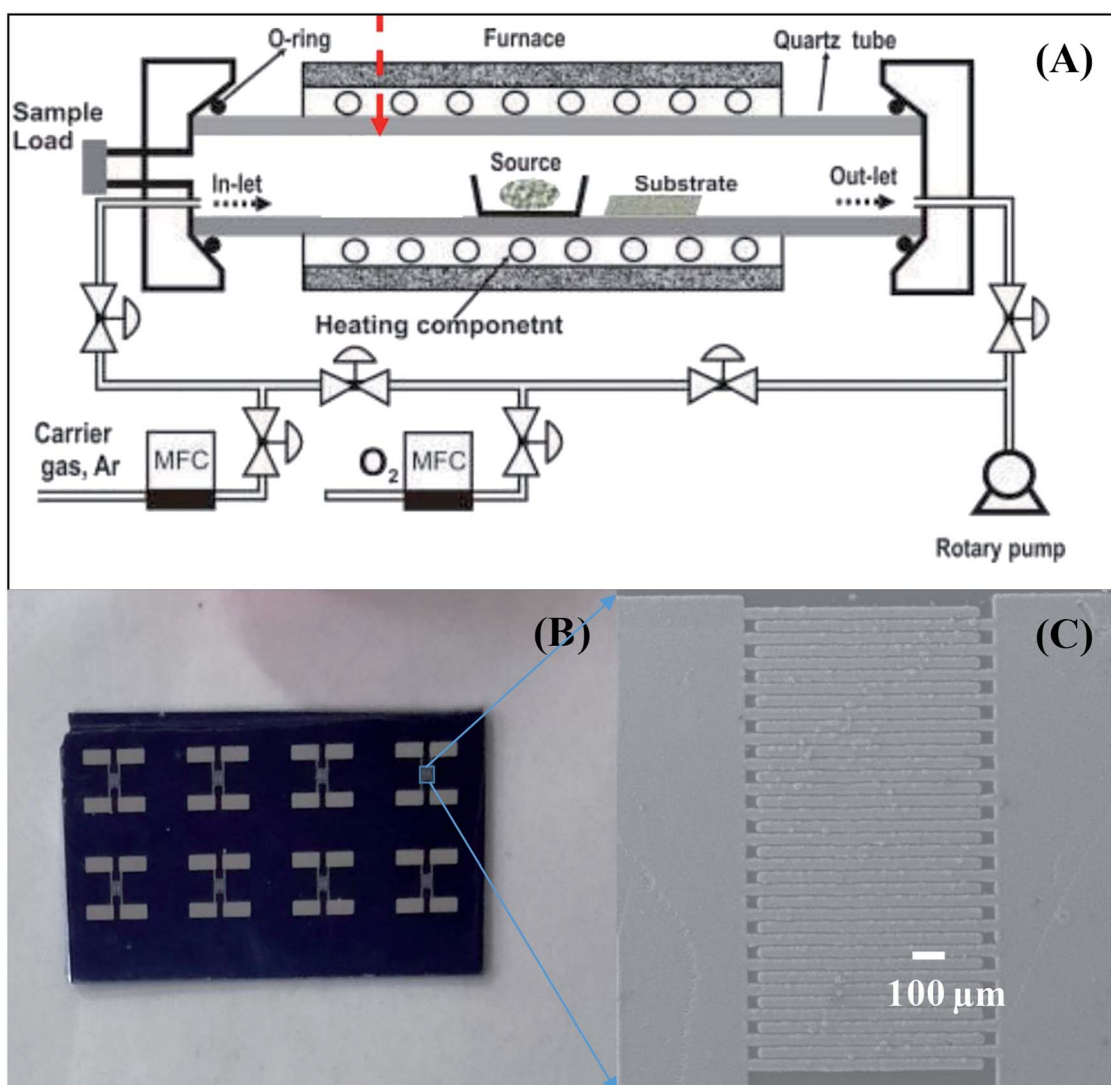 O-ring
Furnace
Quartz tube
(A)
Sample
Load
In-let
Source
Substrate
Out-let
Heating componetnt
Carrier
gas, Ar
MFC
O2
MFC
Rotary pump
(B)
(C)
100 µm